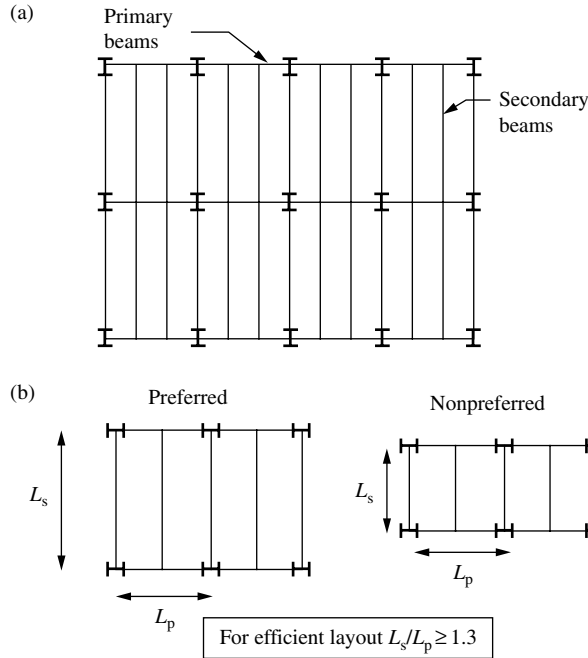 (a)
Primary
beams
Secondary
beams
(b)
Preferred
Nonpreferred
Ls
Ls
Lp
Lp
For efficient layout Ls/Lp ≥ 1.3